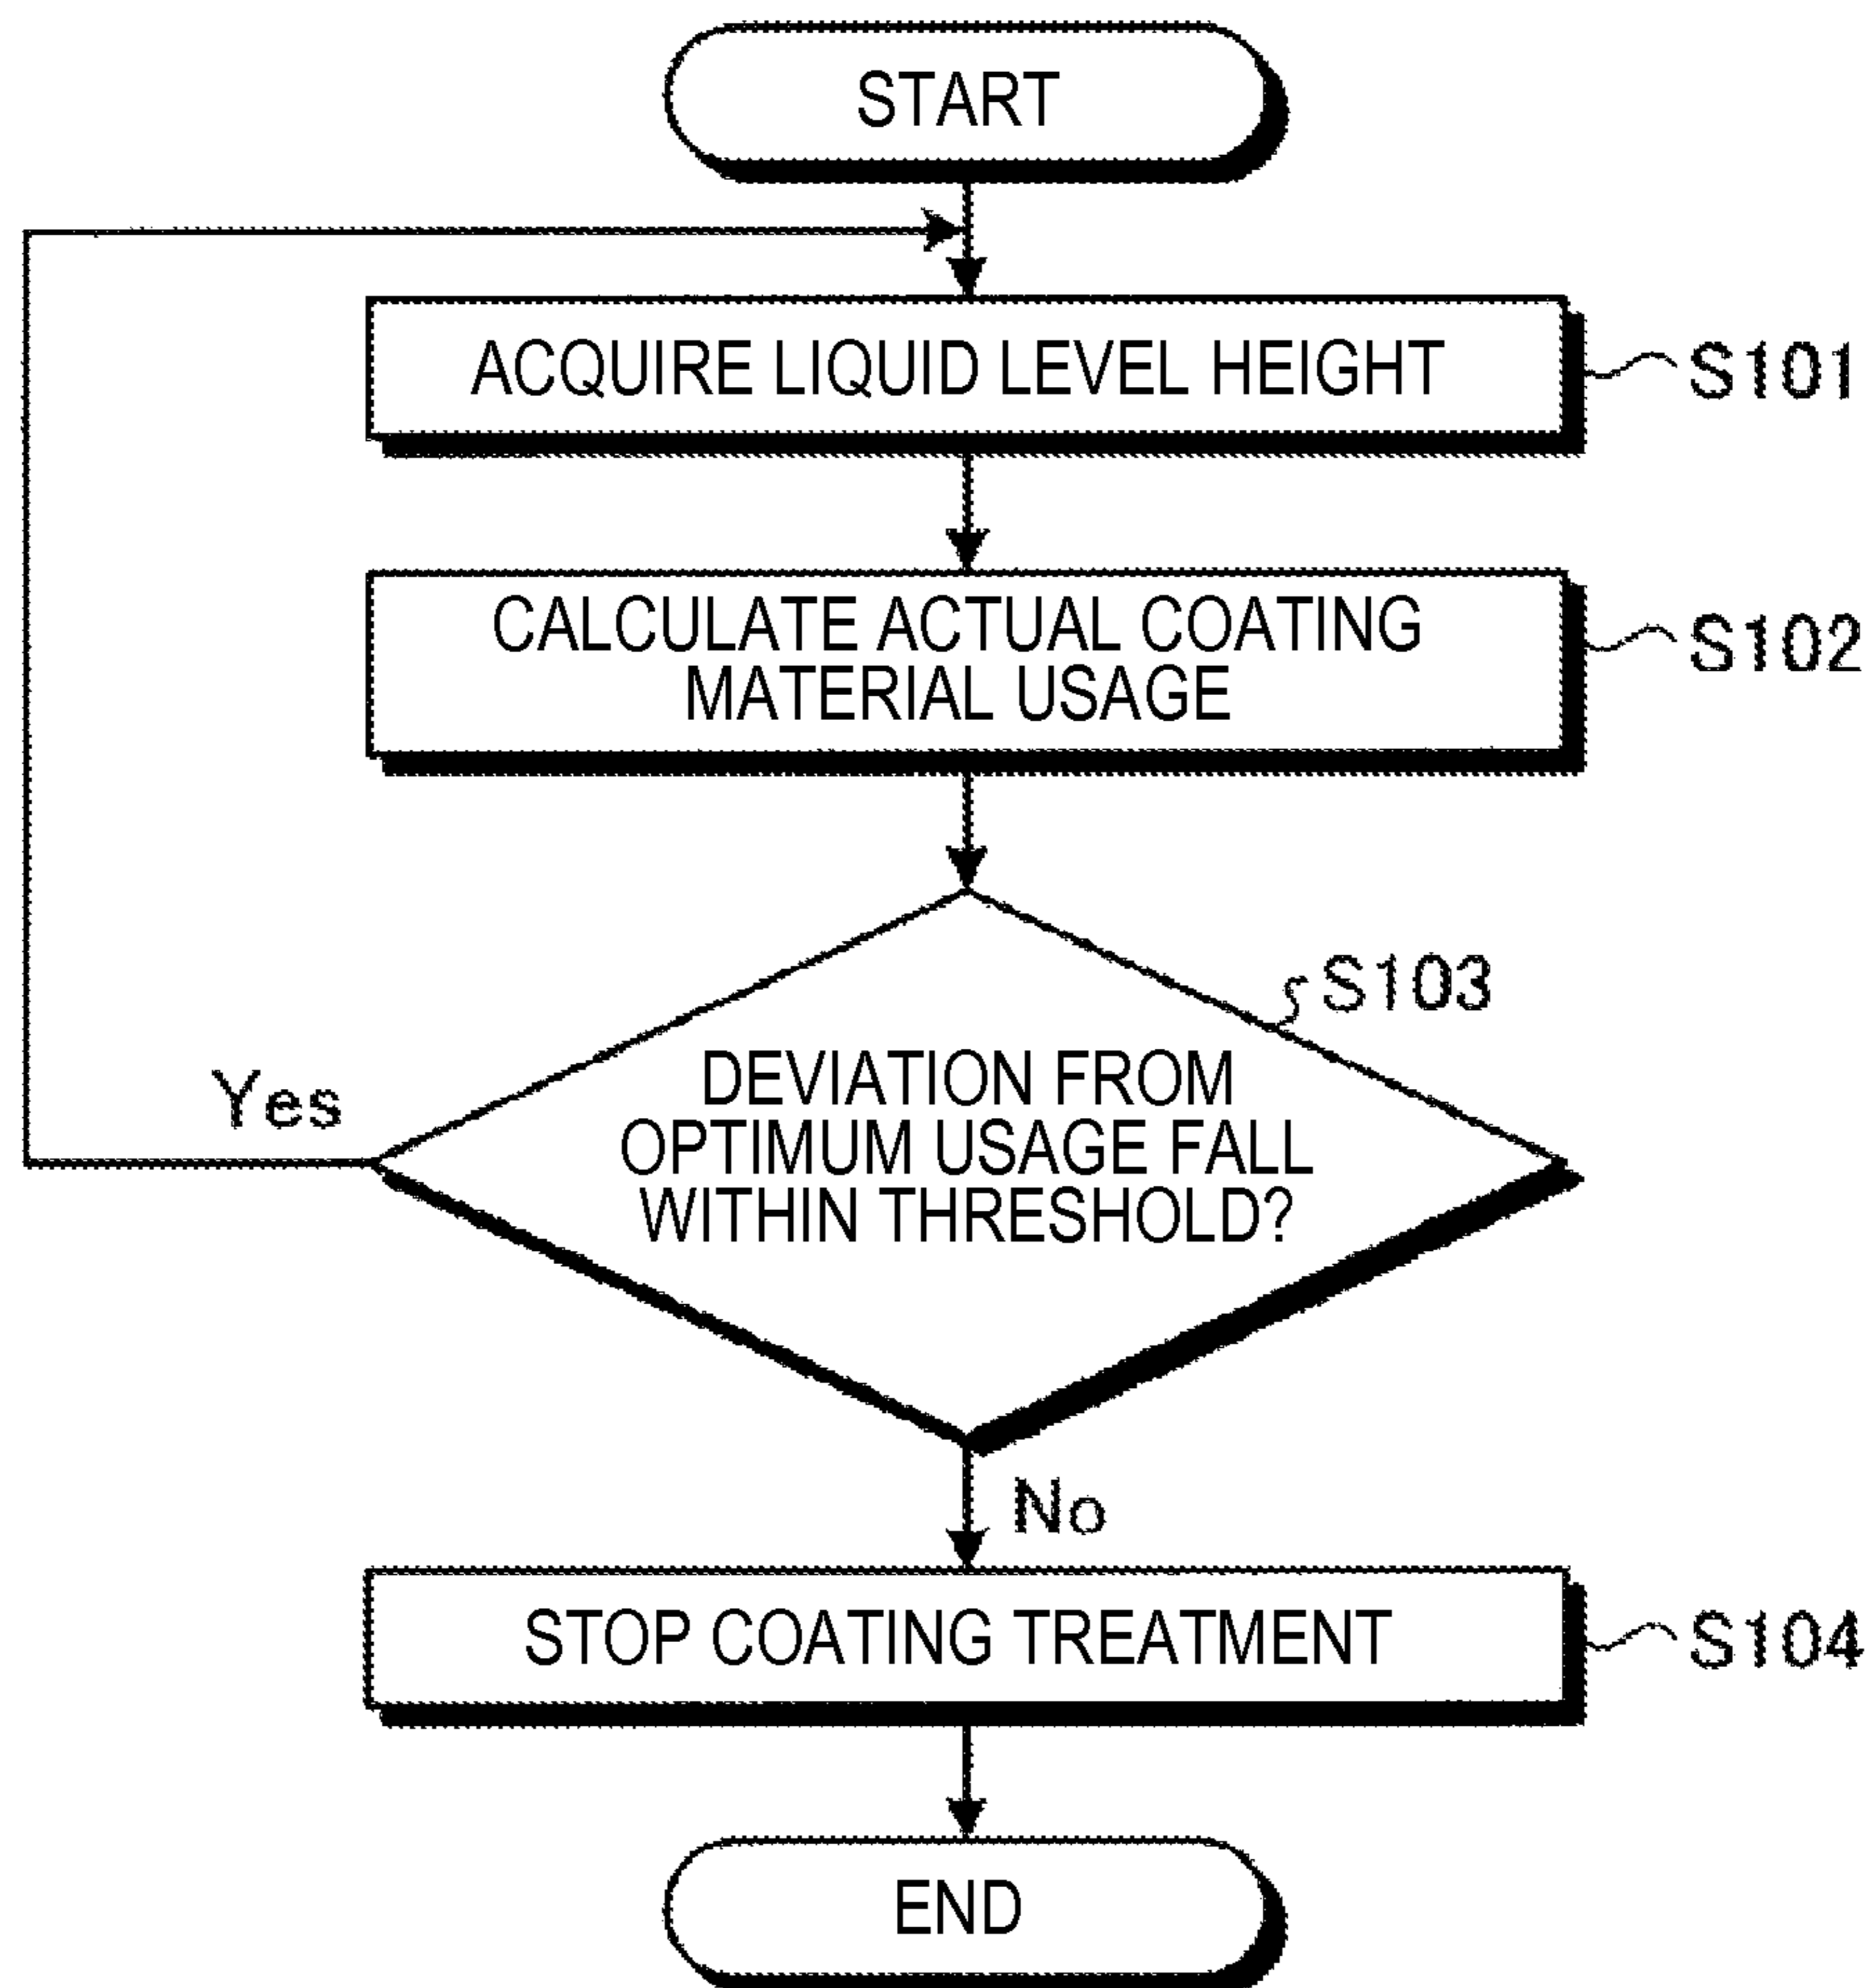 START
ACQUIRE LIQUID LEVEL HEIGHT
S101
CALCULATE ACTUAL COATING
MATERIAL USAGE
S102
S103
DEVIATION FROM
OPTIMUM USAGE FALL
WITHIN THRESHOLD?
Yes
No
STOP COATING TREATMENT
S104
END